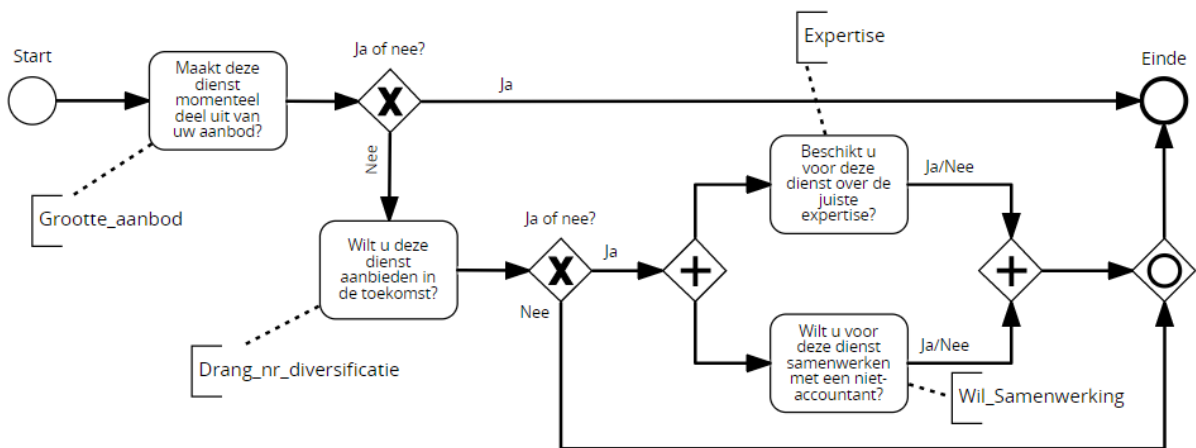 Start
Maakt deze
dienst
momenteel
deel uit van
uw aanbod?
Grootte_aanbod
Ja of nee?
Ja
Nee
Wilt u deze
dienst
aanbieden in
de toekomst?
Drang_nr_diversificatie
Ja of nee?
Ja
Nee
Expertise
Beschikt u
voor deze
dienst over de
juiste
expertise?
Ja/Nee
Wilt u voor
deze dienst
samenwerken
met een niet-
accountant?
Ja/Nee
Wil_Samenwerking
Einde